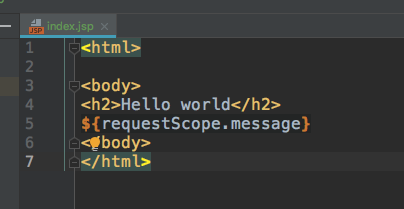 index.jsp
JSP
1 <html>
2
3 <body>
4 <h2>Hello world</h2>
5 ${requestScope.message}
6 < body>
7 </html>